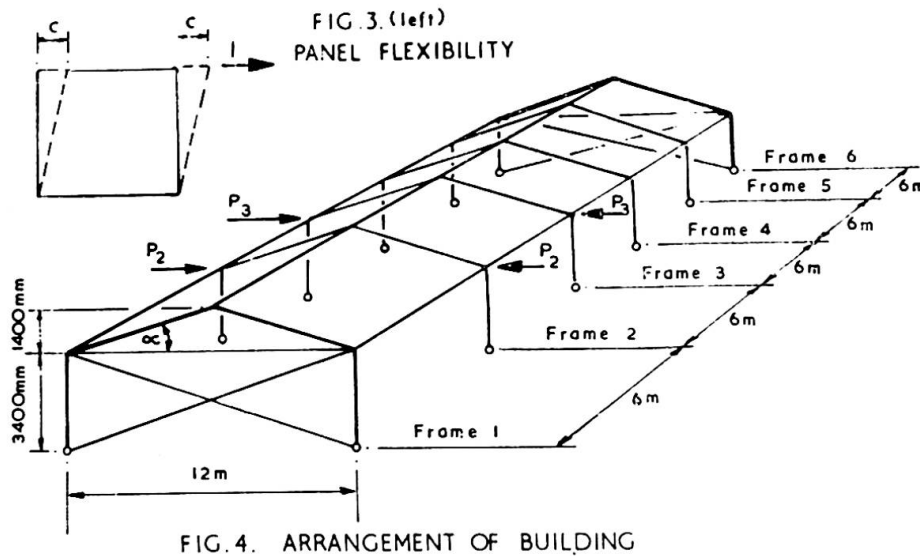 C
C
1
FIG.3.(left)
PANEL FLEXIBILITY
P3
P2
P3
P2
1400mm
α
3400mm
12m
Frame 6
Frame 5
Frame 4
Frame 3
Frame 2
Frame 1
6m
6m
6m
6m
6m
FIG.4. ARRANGEMENT OF BUILDING